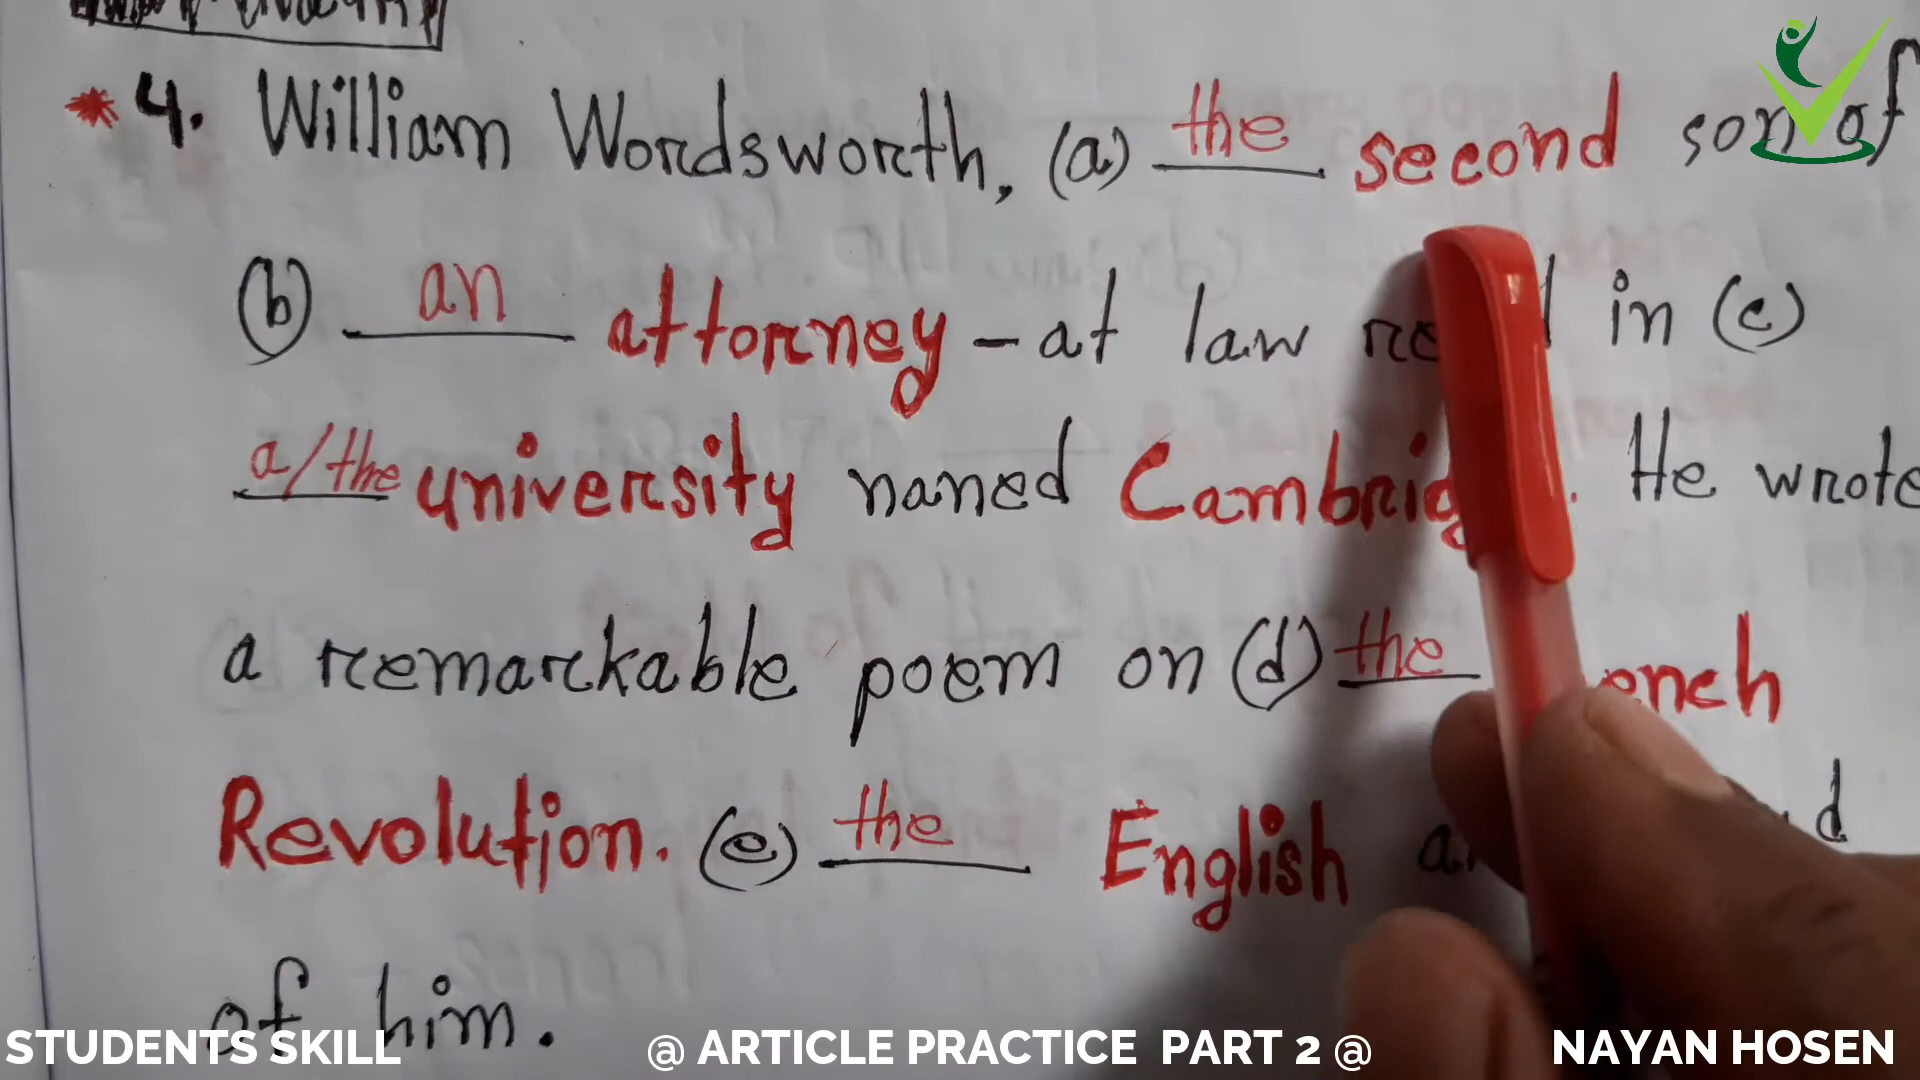 *4. William Wordsworth, (a) the second son of
(b) an attorney - at law in (c)
a/the university named He wrote
a remarkable poem on (d) the
Revolution. (e) the English
of him.
STUDENTS SKILL @ ARTICLE PRACTICE PART 2 @ NAYAN HOSEN